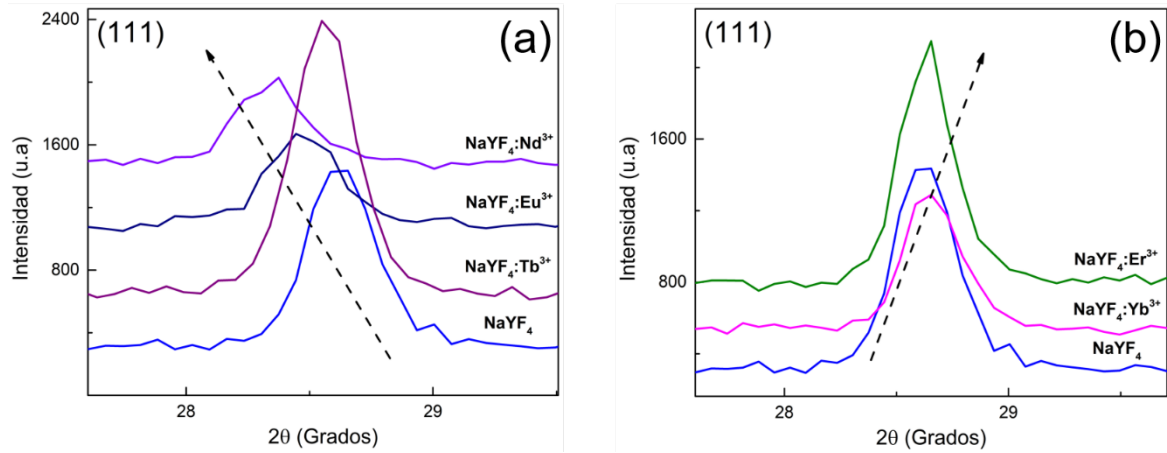 (111)
(a)
2400
1600
800
Intensidad (u.a)
NaYF₄:Nd³⁺
NaYF₄:Eu³⁺
NaYF₄:Tb³⁺
NaYF₄
28
29
2θ (Grados)
(111)
(b)
1600
800
Intensidad (u.a)
NaYF₄:Er³⁺
NaYF₄:Yb³⁺
NaYF₄
28
29
2θ (Grados)